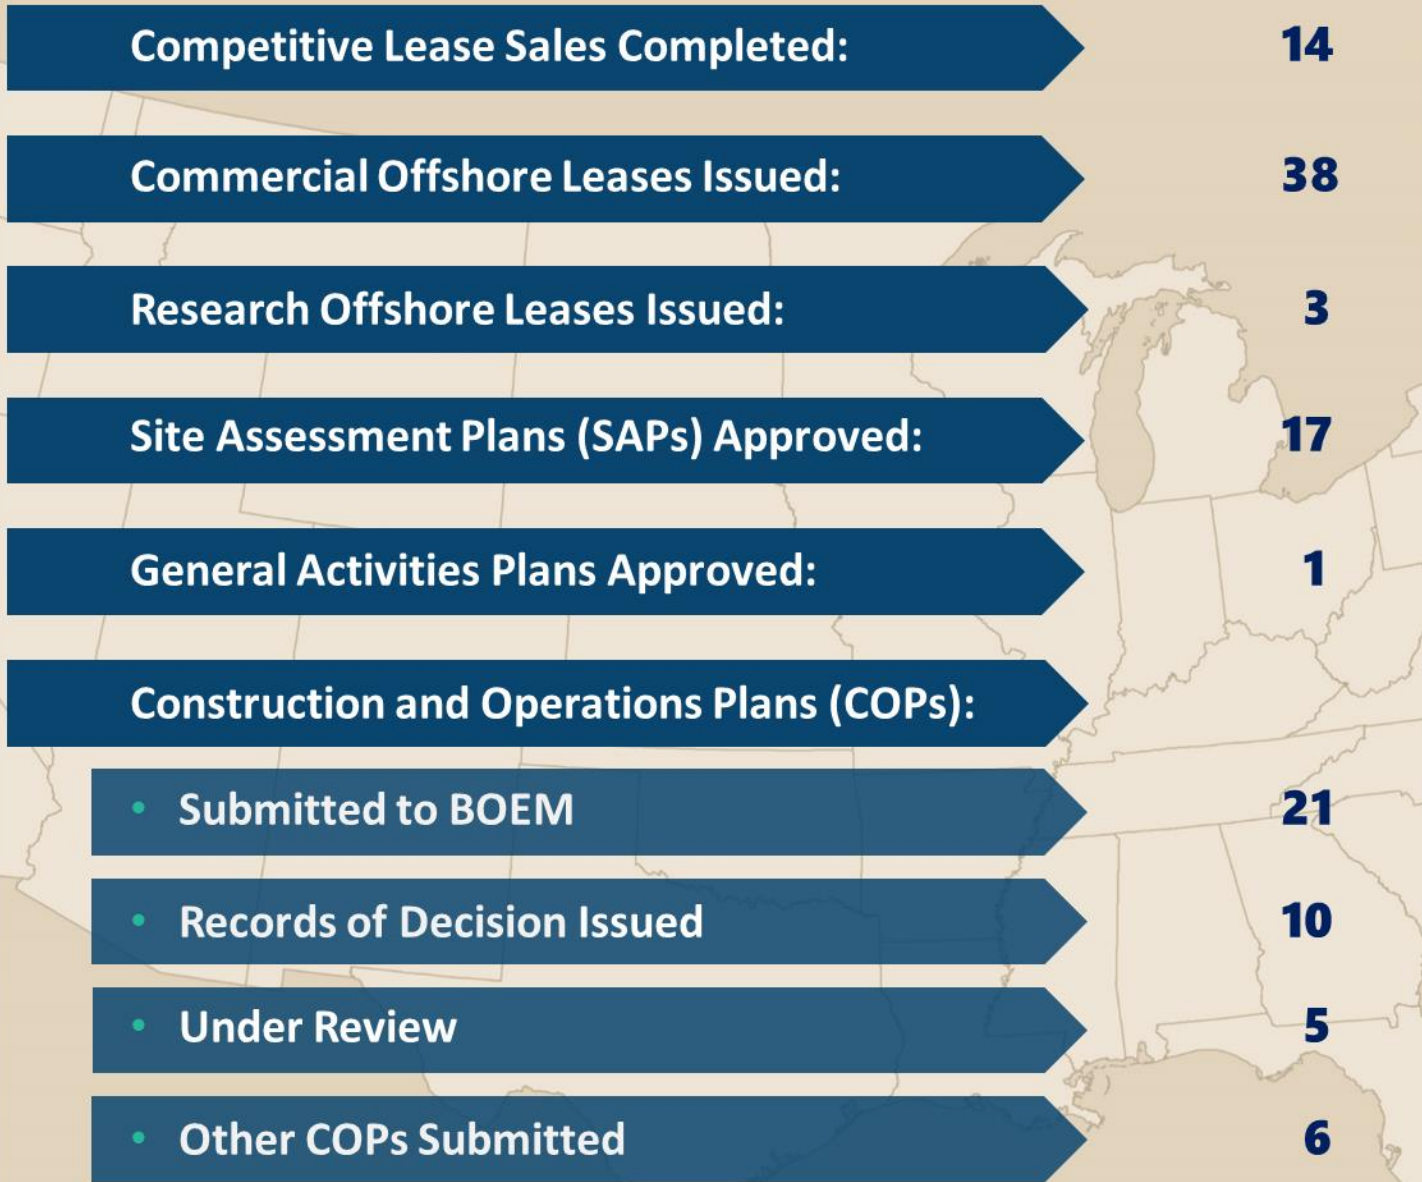 Competitive Lease Sales Completed: 14
Commercial Offshore Leases Issued: 38
Research Offshore Leases Issued: 3
Site Assessment Plans (SAPs) Approved: 17
General Activities Plans Approved: 1
Construction and Operations Plans (COPs):
• Submitted to BOEM 21
• Records of Decision Issued 10
• Under Review 5
• Other COPs Submitted 6